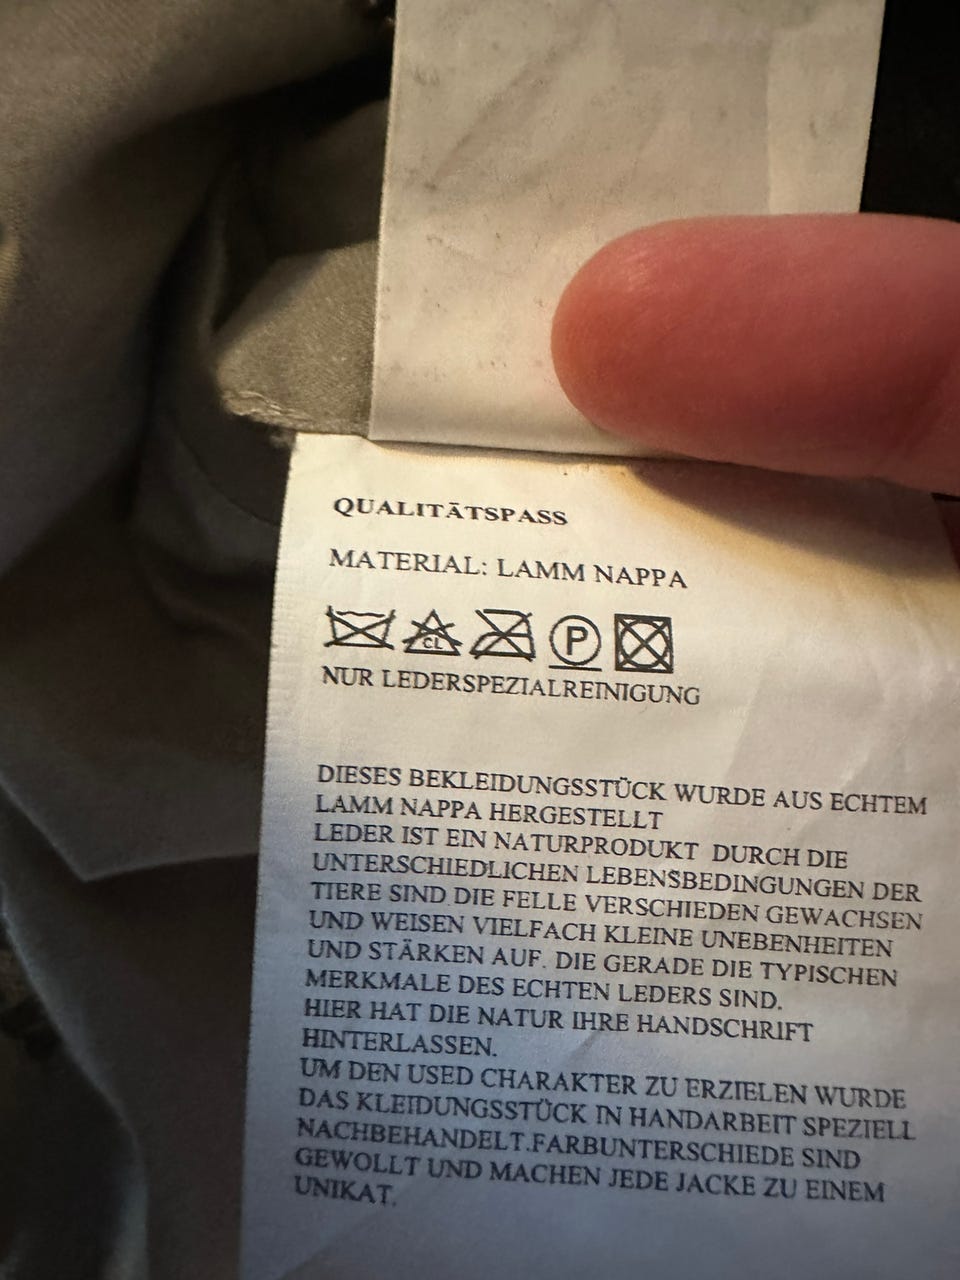 QUALITÄTSPASS
MATERIAL: LAMM NAPPA
CL P
NUR LEDERSPEZIALREINIGUNG
DIESES BEKLEIDUNGSSTÜCK WURDE AUS ECHTEM
LAMM NAPPA HERGESTELLT
LEDER IST EIN NATURPRODUKT DURCH DIE
UNTERSCHIEDLICHEN LEBENSBEDINGUNGEN DER
TIERE SIND DIE FELLE VERSCHIEDEN GEWACHSEN
UND WEISEN VIELFACH KLEINE UNEBENHEITEN
UND STÄRKEN AUF. DIE GERADE DIE TYPISCHEN
MERKMALE DES ECHTEN LEDERS SIND.
HIER HAT DIE NATUR IHRE HANDSCHRIFT
HINTERLASSEN.
UM DEN USED CHARAKTER ZU ERZIELEN WURDE
DAS KLEIDUNGSSTÜCK IN HANDARBEIT SPEZIELL
NACHBEHANDELT.FARBUNTERSCHIEDE SIND
GEWOLLT UND MACHEN JEDE JACKE ZU EINEM
UNIKAT.